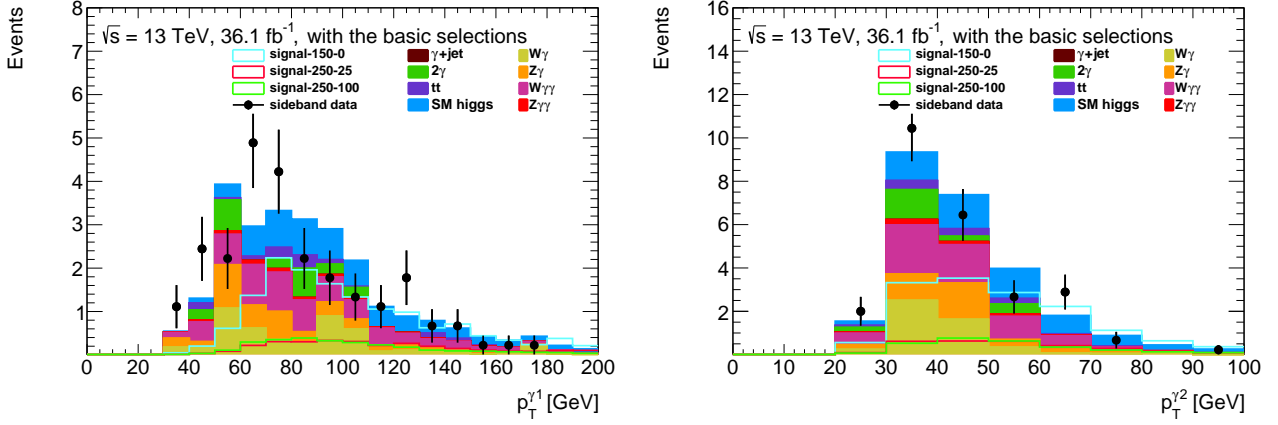 Events
8
7
6
5
4
3
2
1
√s = 13 TeV, 36.1 fb⁻¹, with the basic selections
signal-150-0
signal-250-25
signal-250-100
sideband data
γ+jet
2γ
tt
SM higgs
Wγ
Zγ
Wγγ
Zγγ
0 20 40 60 80 100 120 140 160 180 200
p_T^γ1 [GeV]
Events
16
14
12
10
8
6
4
2
√s = 13 TeV, 36.1 fb⁻¹, with the basic selections
signal-150-0
signal-250-25
signal-250-100
sideband data
γ+jet
2γ
tt
SM higgs
Wγ
Zγ
Wγγ
Zγγ
0 10 20 30 40 50 60 70 80 90 100
p_T^γ2 [GeV]